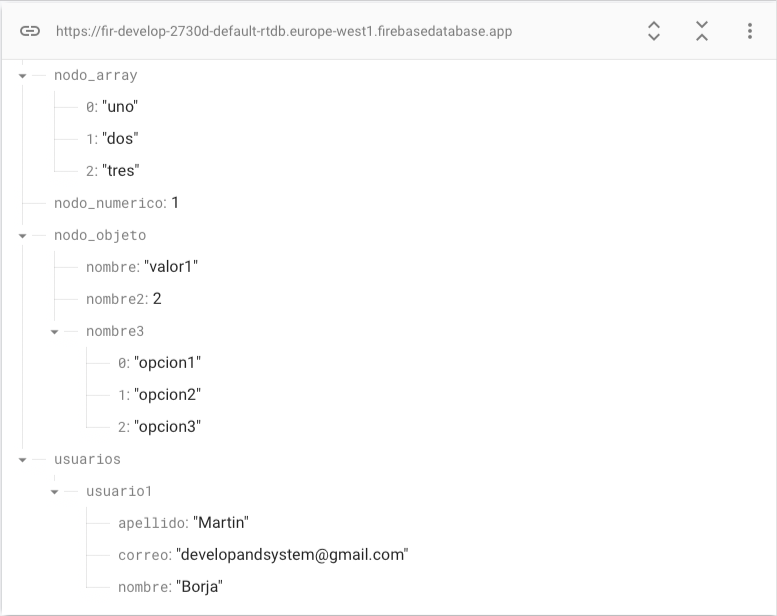 https://fir-develop-2730d-default-rtdb.europe-west1.firebasedatabase.app
nodo_array
0: "uno"
1: "dos"
2: "tres"
nodo_numerico: 1
nodo_objeto
nombre: "valor1"
nombre2: 2
nombre3
0: "opcion1"
1: "opcion2"
2: "opcion3"
usuarios
usuario1
apellido: "Martin"
correo: "developandsystem@gmail.com"
nombre: "Borja"